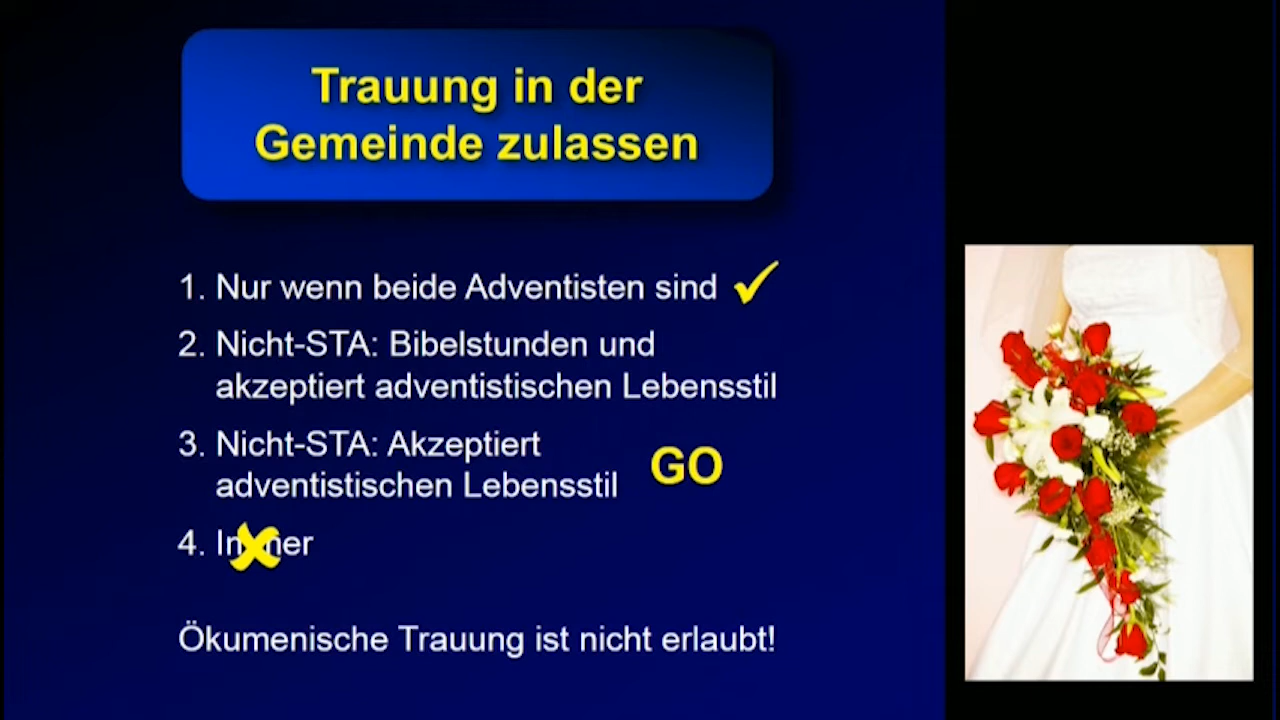 Trauung in der
Gemeinde zulassen
1. Nur wenn beide Adventisten sind
2. Nicht-STA: Bibelstunden und
akzeptiert adventistischen Lebensstil
3. Nicht-STA: Akzeptiert
adventistischen Lebensstil
GO
4. Immer
Ökumenische Trauung ist nicht erlaubt!